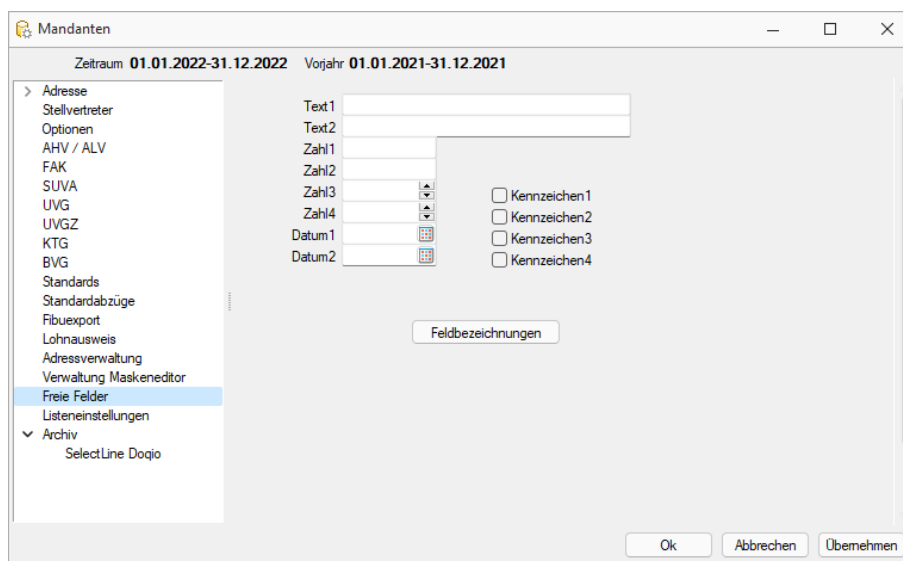 Mandanten
Zeitraum 01.01.2022-31.12.2022 Vorjahr 01.01.2021-31.12.2021
Adresse
Stellvertreter
Optionen
AHV / ALV
FAK
SUVA
UVG
UVGZ
KTG
BVG
Standards
Standardabzüge
Fibuexport
Lohnausweis
Adressverwaltung
Verwaltung Maskeneditor
Freie Felder
Listeneinstellungen
Archiv
SelectLine Doqio
Text1
Text2
Zahl1
Zahl2
Zahl3
Zahl4
Datum1
Datum2
Kennzeichen1
Kennzeichen2
Kennzeichen3
Kennzeichen4
Feldbezeichnungen
Ok Abbrechen Übernehmen